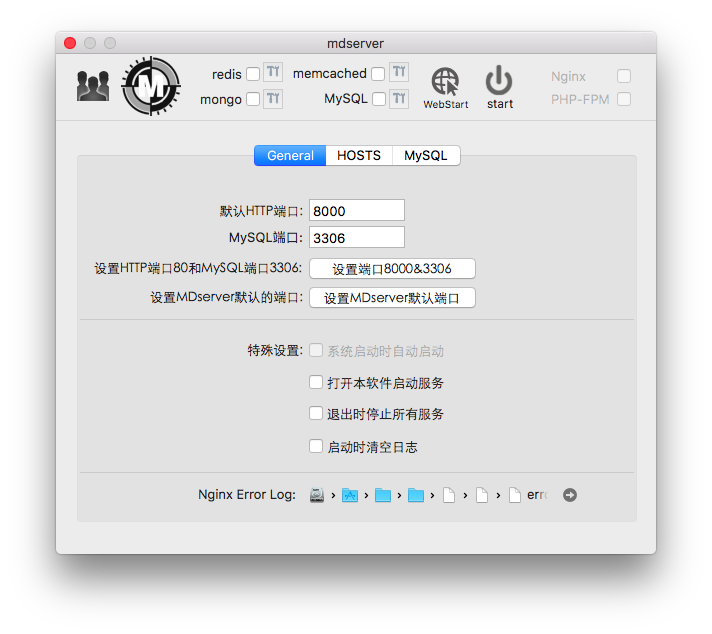 mdserver
redis TT memcached TT
mongo TT MySQL TT
WebStart start
Nginx
PHP-FPM
M
General HOSTS MySQL
默认HTTP端口: 8000
MySQL端口: 3306
设置HTTP端口80和MySQL端口3306: 设置端口8000&3306
设置MDserver默认的端口: 设置MDserver默认端口
特殊设置: 系统启动时自动启动
打开本软件启动服务
退出时停止所有服务
启动时清空日志
Nginx Error Log: › › › › › › erro